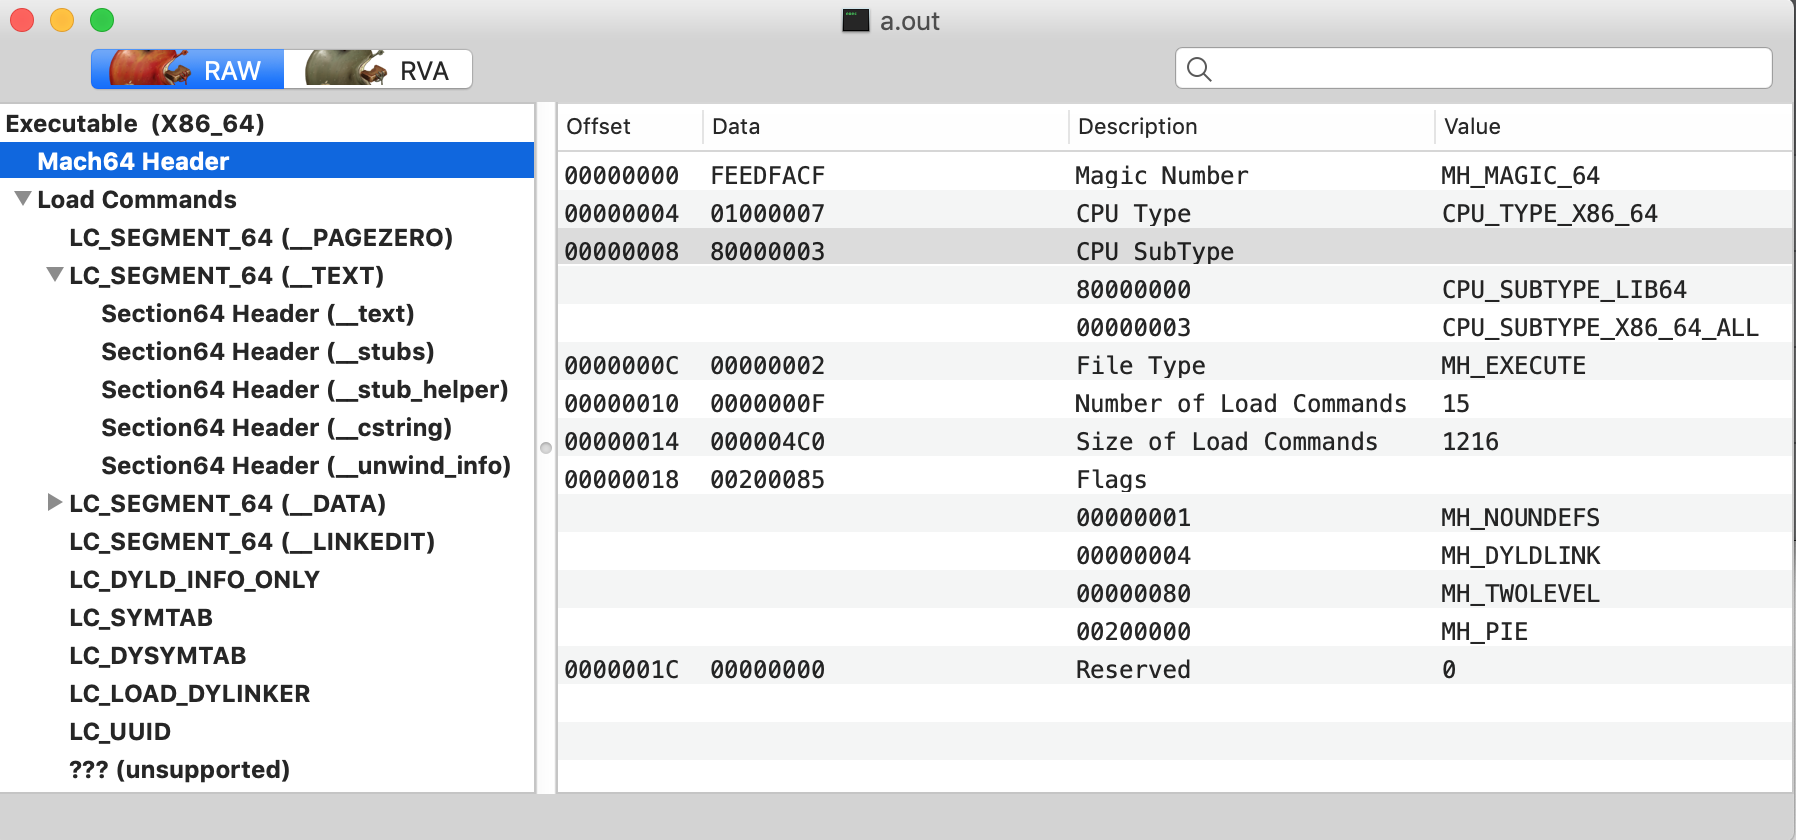 a.out
RAW RVA
Executable (X86_64)
Mach64 Header
Load Commands
LC_SEGMENT_64 (__PAGEZERO)
LC_SEGMENT_64 (__TEXT)
Section64 Header (__text)
Section64 Header (__stubs)
Section64 Header (__stub_helper)
Section64 Header (__cstring)
Section64 Header (__unwind_info)
LC_SEGMENT_64 (__DATA)
LC_SEGMENT_64 (__LINKEDIT)
LC_DYLD_INFO_ONLY
LC_SYMTAB
LC_DYSYMTAB
LC_LOAD_DYLINKER
LC_UUID
??? (unsupported)
Offset Data Description Value
00000000 FEEDFACF Magic Number MH_MAGIC_64
00000004 01000007 CPU Type CPU_TYPE_X86_64
00000008 80000003 CPU SubType
80000000 CPU_SUBTYPE_LIB64
00000003 CPU_SUBTYPE_X86_64_ALL
0000000C 00000002 File Type MH_EXECUTE
00000010 0000000F Number of Load Commands 15
00000014 000004C0 Size of Load Commands 1216
00000018 00200085 Flags
00000001 MH_NOUNDEFS
00000004 MH_DYLDLINK
00000080 MH_TWOLEVEL
00200000 MH_PIE
0000001C 00000000 Reserved 0